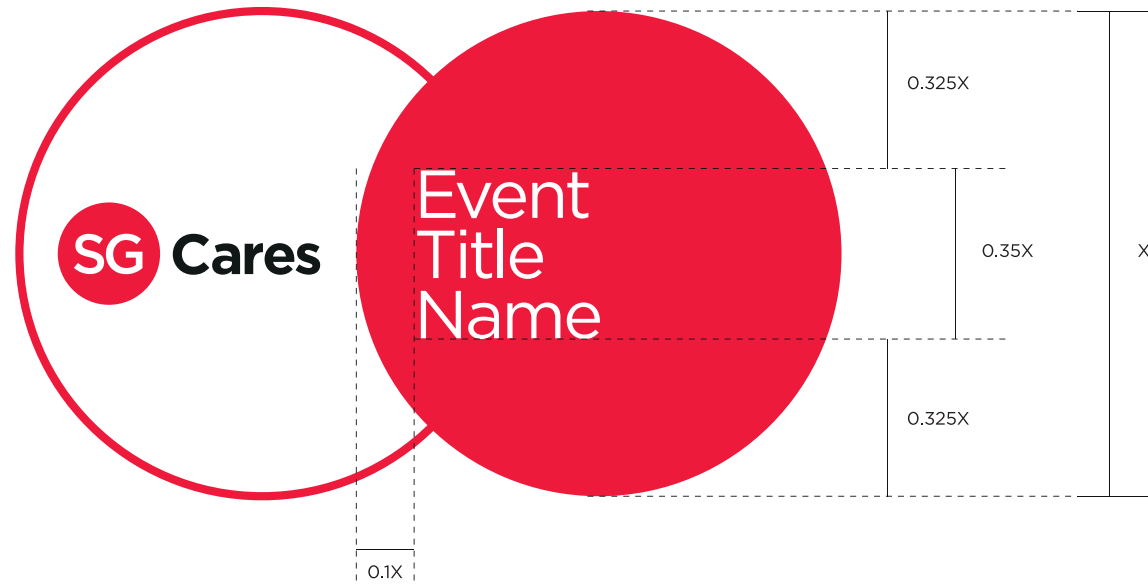 SG Cares
Event
Title
Name
0.325X
0.35X
X
0.325X
0.1X